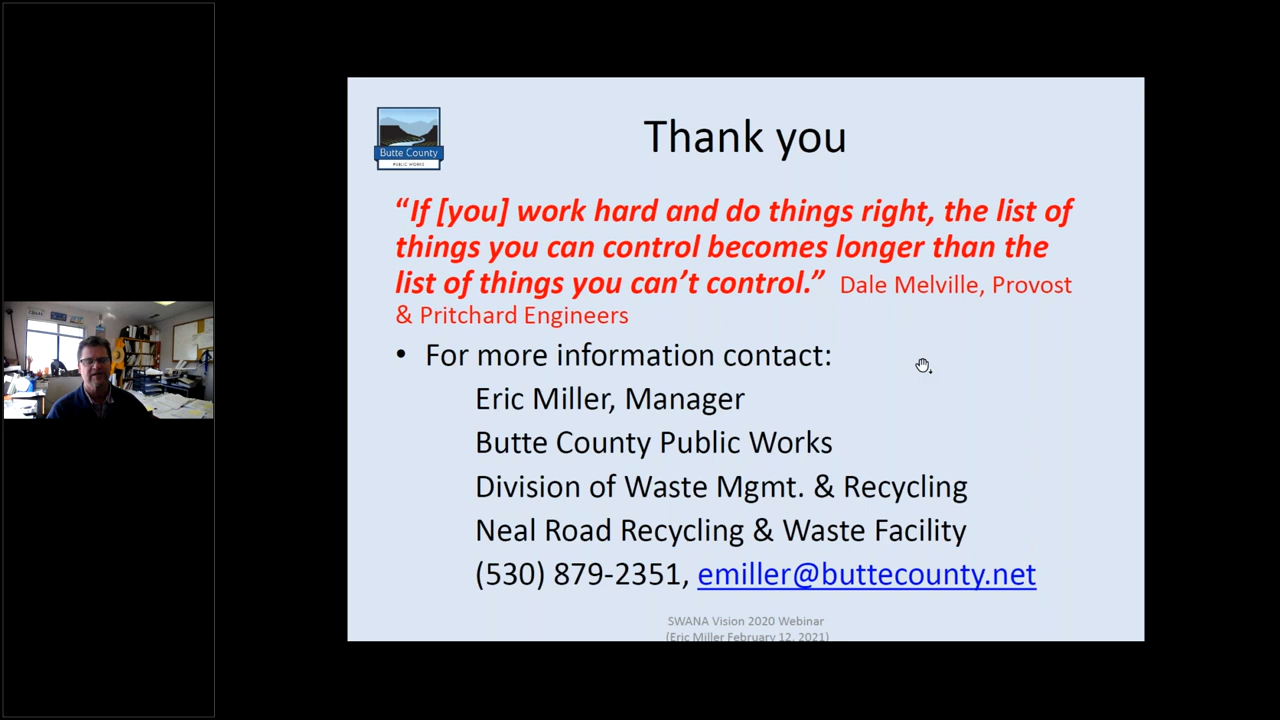 Butte County
PUBLIC WORKS
Thank you
“If [you] work hard and do things right, the list of
things you can control becomes longer than the
list of things you can’t control.” Dale Melville, Provost
& Pritchard Engineers
• For more information contact:
Eric Miller, Manager
Butte County Public Works
Division of Waste Mgmt. & Recycling
Neal Road Recycling & Waste Facility
(530) 879-2351, emiller@buttecounty.net
SWANA Vision 2020 Webinar
(Eric Miller February 12, 2021)